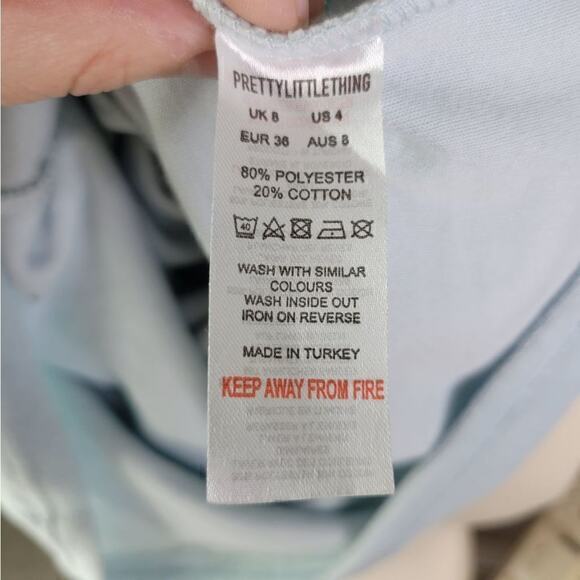 PRETTYLITTLETHING
UK 8 US 4
EUR 36 AUS 8
80% POLYESTER
20% COTTON
40
WASH WITH SIMILAR
COLOURS
WASH INSIDE OUT
IRON ON REVERSE
MADE IN TURKEY
KEEP AWAY FROM FIRE